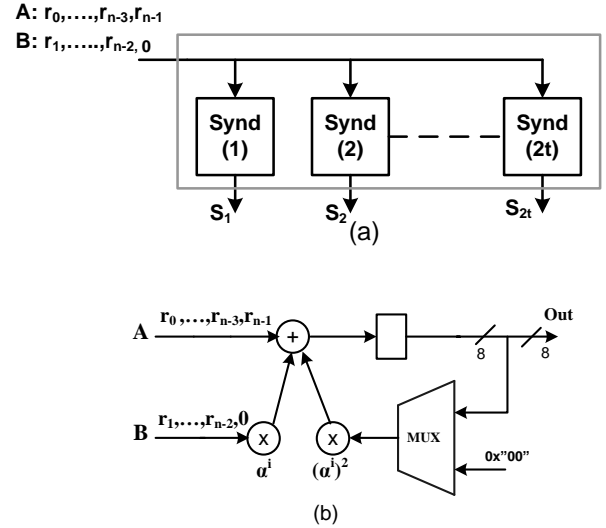 A: r₀,....,rₙ₋₃,rₙ₋₁
B: r₁,.....,rₙ₋₂, 0
Synd (1)
Synd (2)
Synd (2t)
S₁
S₂
S₂ₜ
(a)
A
r₀ ,...,rₙ₋₃,rₙ₋₁
+
8
Out
8
B
r₁,...,rₙ₋₂,0
x
αⁱ
x
(αⁱ)²
MUX
0x"00"
(b)